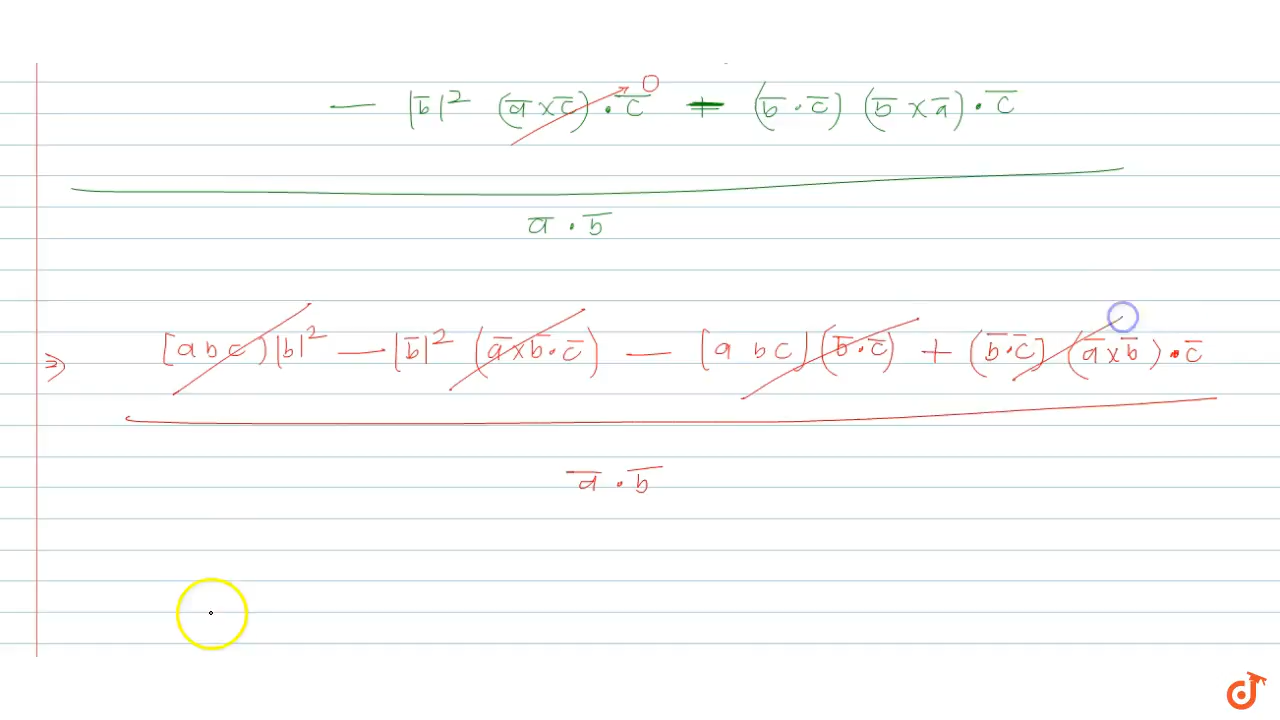 — |b̅|² (a̅ × c̅) · c̅ 0 + (b̅ · c̅) (b̅ × a̅) · c̅
a̅ · b̅
⇒ [a b c) |b|² — |b̅|² (a̅ × b̅ · c̅) — [a b c] (b̅ · c̅) + (b̅ · c̅] (a̅ × b̅) · c̅
a̅ · b̅